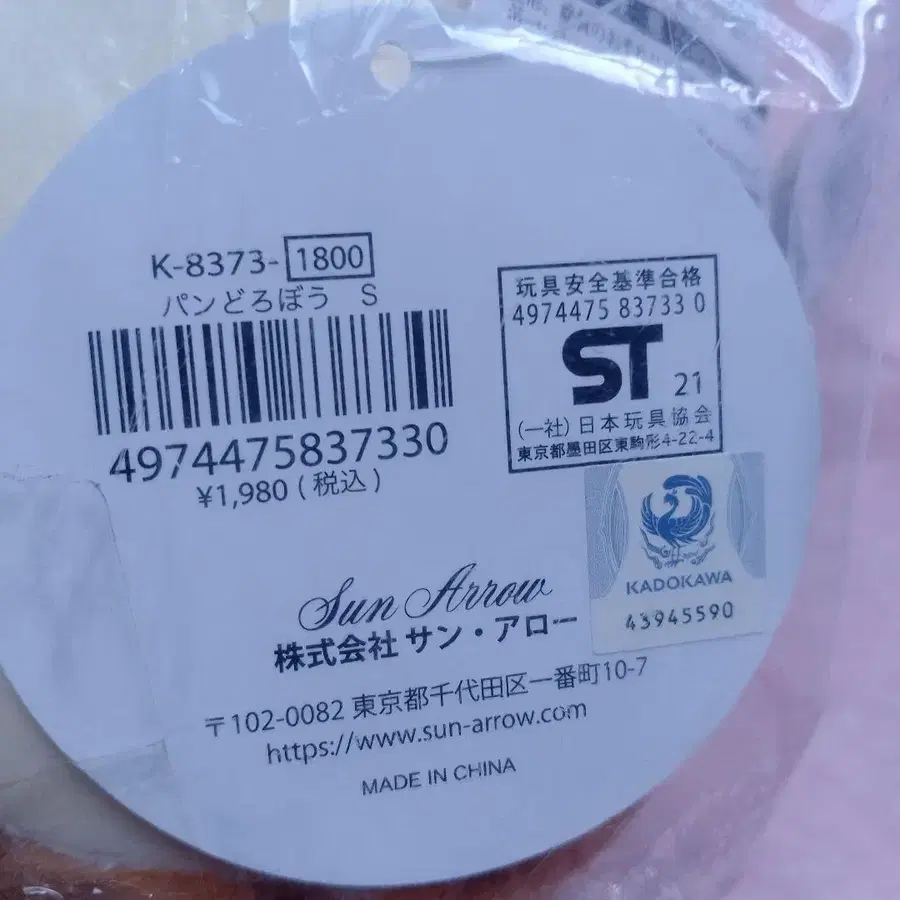 K-8373-1800
パンどろぼう S
4974475837330
¥1,980 (税込)
玩具安全基準合格
4974475 83733 0
ST 21
(一社)日本玩具協会
東京都墨田区東駒形4-22-4
KADOKAWA
43945590
Sun Arrow
株式会社 サン・アロー
〒102-0082 東京都千代田区一番町10-7
https://www.sun-arrow.com
MADE IN CHINA